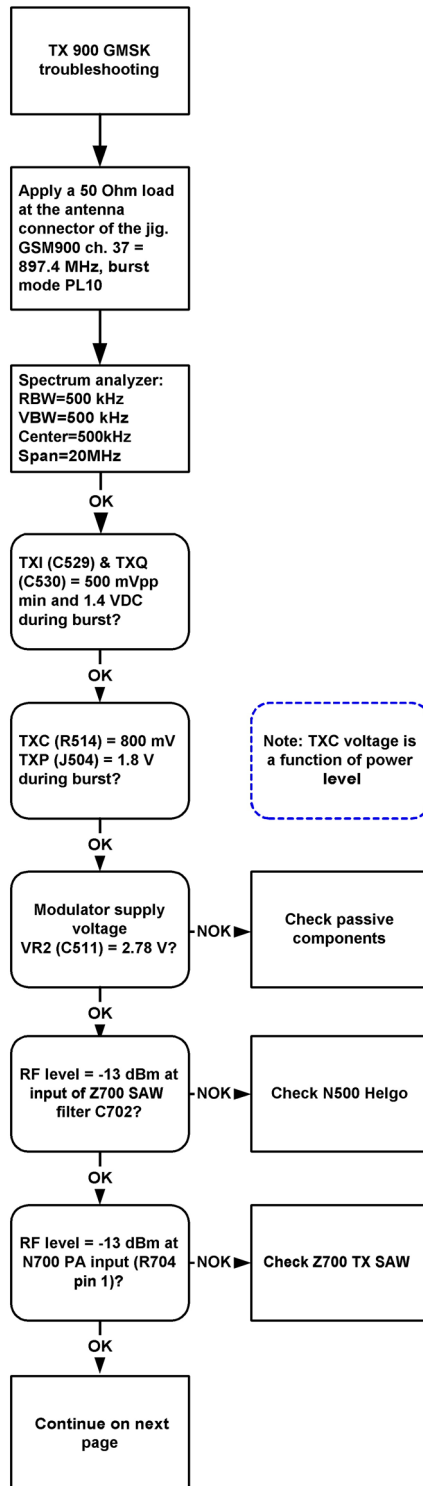 TX 900 GMSK
troubleshooting
Apply a 50 Ohm load
at the antenna
connector of the jig.
GSM900 ch. 37 =
897.4 MHz, burst
mode PL10
Spectrum analyzer:
RBW=500 kHz
VBW=500 kHz
Center=500kHz
Span=20MHz
OK
TXI (C529) & TXQ
(C530) = 500 mVpp
min and 1.4 VDC
during burst?
OK
TXC (R514) = 800 mV
TXP (J504) = 1.8 V
during burst?
Note: TXC voltage is
a function of power
level
OK
Modulator supply
voltage
VR2 (C511) = 2.78 V?
NOK
Check passive
components
OK
RF level = -13 dBm at
input of Z700 SAW
filter C702?
NOK
Check N500 Helgo
OK
RF level = -13 dBm at
N700 PA input (R704
pin 1)?
NOK
Check Z700 TX SAW
OK
Continue on next
page